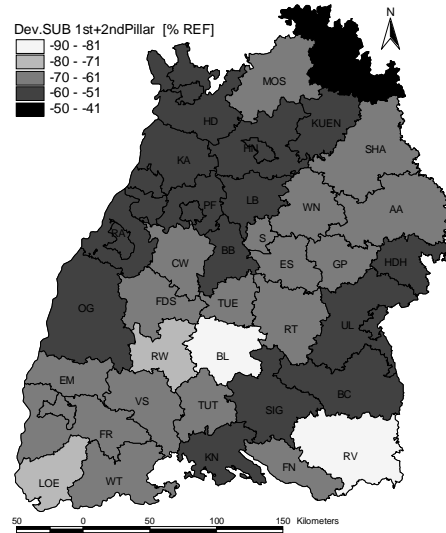 Dev.SUB 1st+2ndPillar [% REF]
-90 - -81
-80 - -71
-70 - -61
-60 - -51
-50 - -41
N
MOS
HD
KUEN
HN
SHA
KA
PF
LB
WN
AA
RA
S
BB
CW
ES
GP
HDH
OG
FDS
TUE
RT
UL
RW
BL
EM
VS
TUT
SIG
BC
FR
KN
FN
RV
LOE
WT
50 0 50 100 150 Kilometers